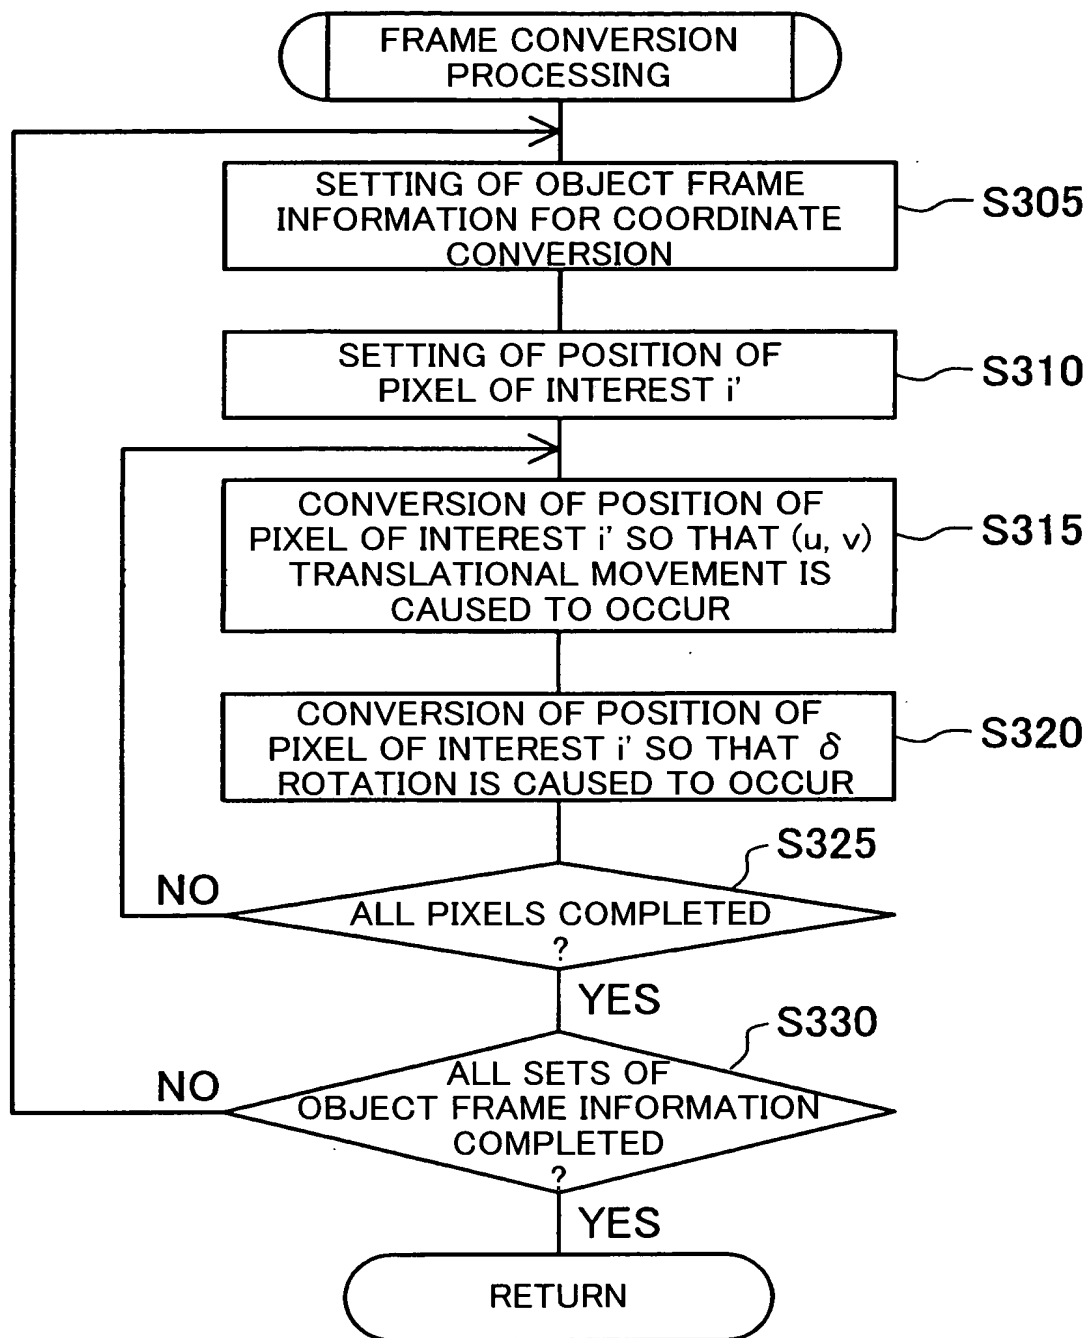 FRAME CONVERSION
PROCESSING
SETTING OF OBJECT FRAME
INFORMATION FOR COORDINATE
CONVERSION
S305
SETTING OF POSITION OF
PIXEL OF INTEREST i'
S310
CONVERSION OF POSITION OF
PIXEL OF INTEREST i' SO THAT (u, v)
TRANSLATIONAL MOVEMENT IS
CAUSED TO OCCUR
S315
CONVERSION OF POSITION OF
PIXEL OF INTEREST i' SO THAT δ
ROTATION IS CAUSED TO OCCUR
S320
S325
NO
ALL PIXELS COMPLETED
?
YES
S330
NO
ALL SETS OF
OBJECT FRAME INFORMATION
COMPLETED
?
YES
RETURN